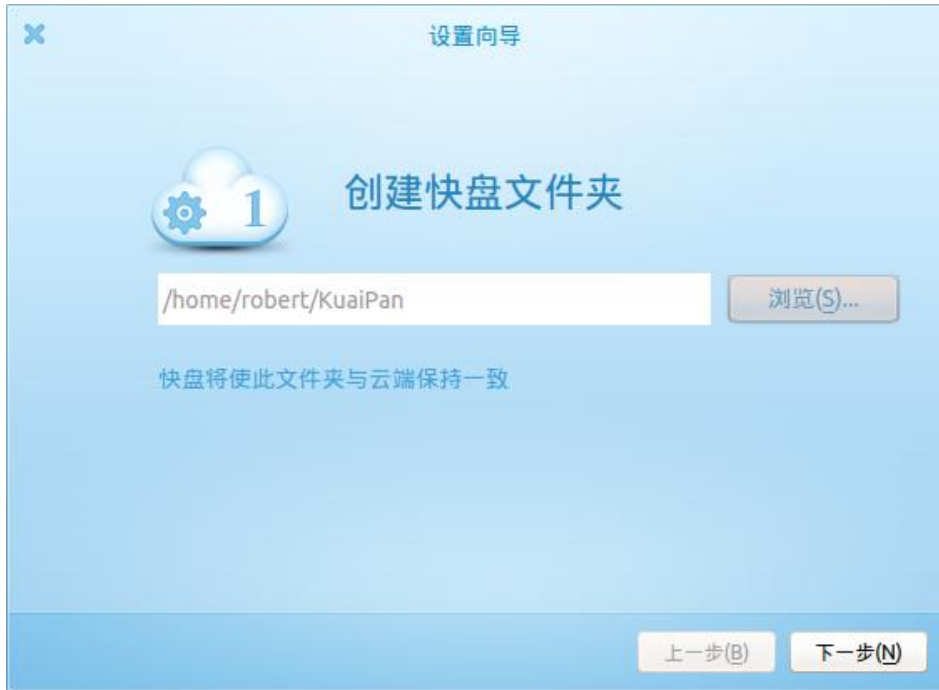 设置向导
1
创建快盘文件夹
/home/robert/KuaiPan
浏览(S)...
快盘将使此文件夹与云端保持一致
上一步(B)
下一步(N)